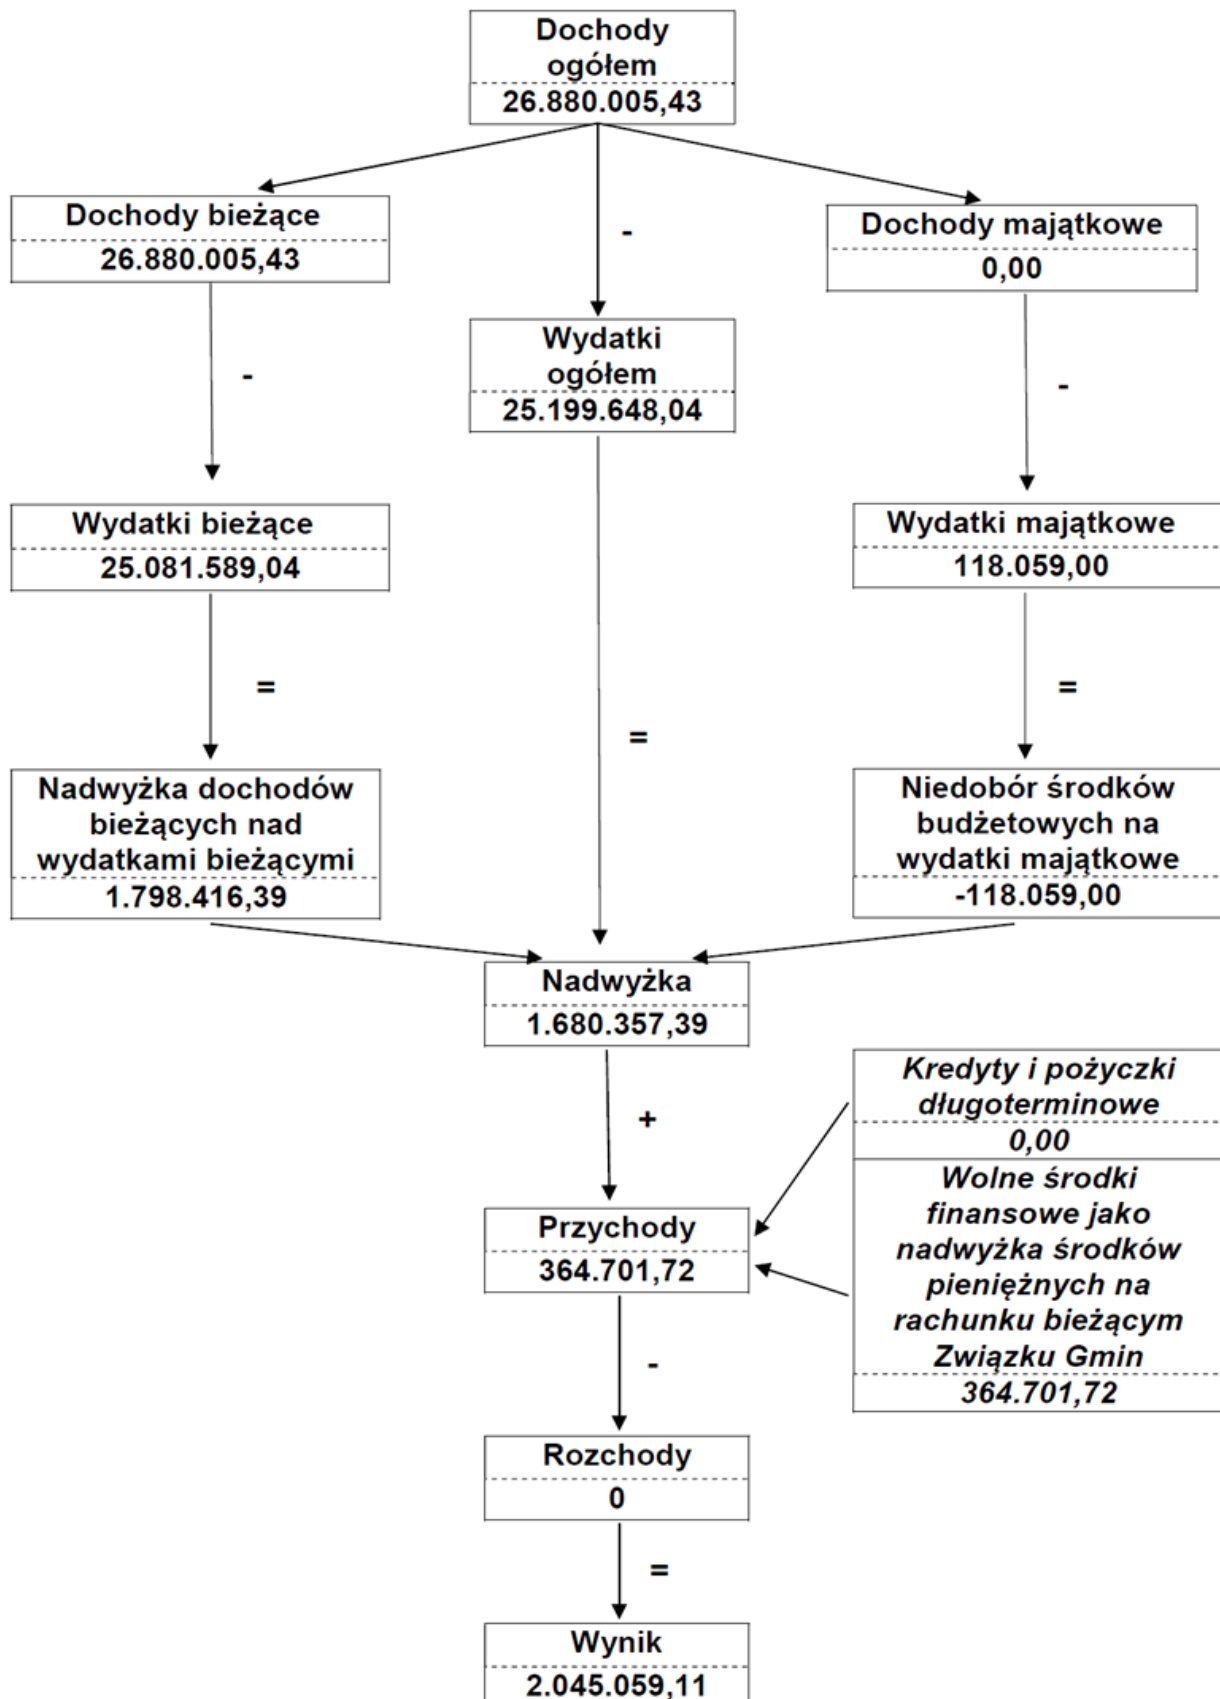 Dochody
ogółem
26.880.005,43
Dochody bieżące
26.880.005,43
-
Dochody majątkowe
0,00
-
Wydatki
ogółem
25.199.648,04
-
Wydatki bieżące
25.081.589,04
Wydatki majątkowe
118.059,00
=
=
=
Nadwyżka dochodów
bieżących nad
wydatkami bieżącymi
1.798.416,39
Niedobór środków
budżetowych na
wydatki majątkowe
-118.059,00
Nadwyżka
1.680.357,39
+
Kredyty i pożyczki
długoterminowe
0,00
Wolne środki
finansowe jako
nadwyżka środków
pieniężnych na
rachunku bieżącym
Związku Gmin
364.701,72
Przychody
364.701,72
-
Rozchody
0
=
Wynik
2.045.059,11